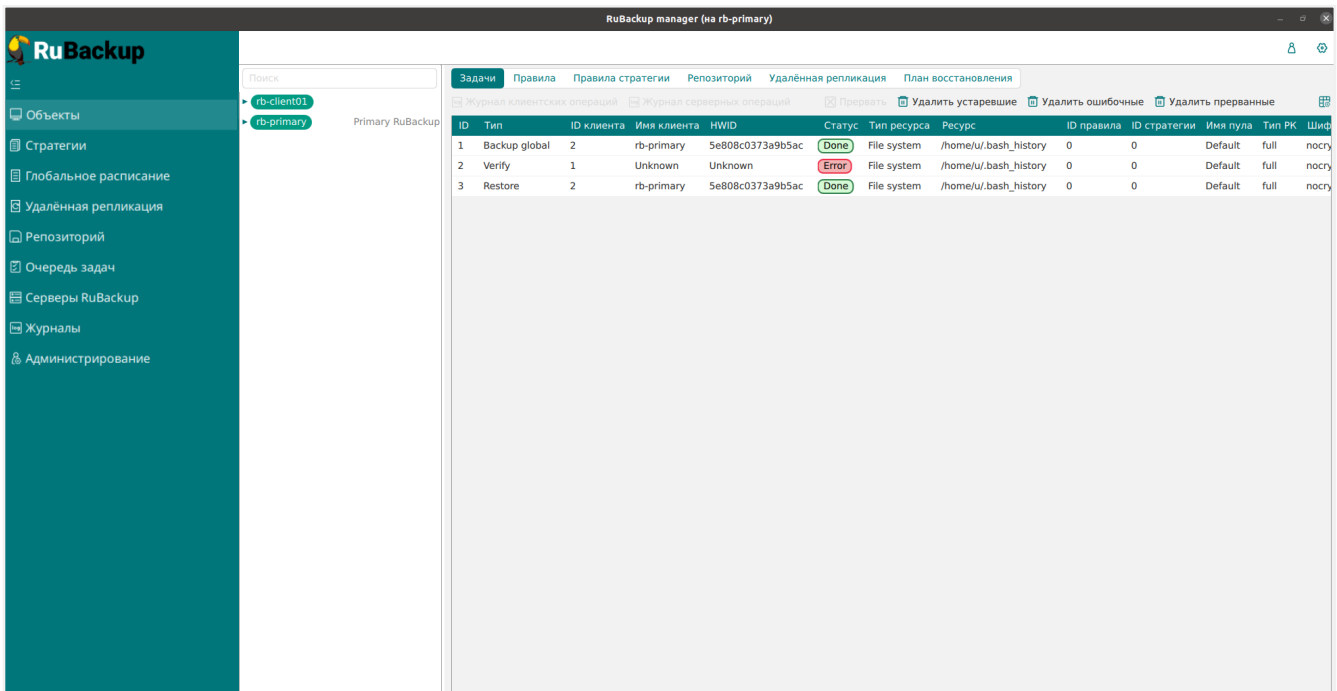 RuBackup manager (на rb-primary)
RuBackup
Объекты
Стратегии
Глобальное расписание
Удалённая репликация
Репозиторий
Очередь задач
Серверы RuBackup
Журналы
Администрирование
Поиск
rb-client01
rb-primary Primary RuBackup
Задачи Правила Правила стратегии Репозиторий Удалённая репликация План восстановления
Журнал клиентских операций Журнал серверных операций Прервать Удалить устаревшие Удалить ошибочные Удалить прерванные
ID Тип ID клиента Имя клиента HWID Статус Тип ресурса Ресурс ID правила ID стратегии Имя пула Тип РК Шиф
1 Backup global 2 rb-primary 5e808c0373a9b5ac Done File system /home/u/.bash_history 0 0 Default full nocry
2 Verify 1 Unknown Unknown Error File system /home/u/.bash_history 0 0 Default full nocry
3 Restore 2 rb-primary 5e808c0373a9b5ac Done File system /home/u/.bash_history 0 0 Default full nocry